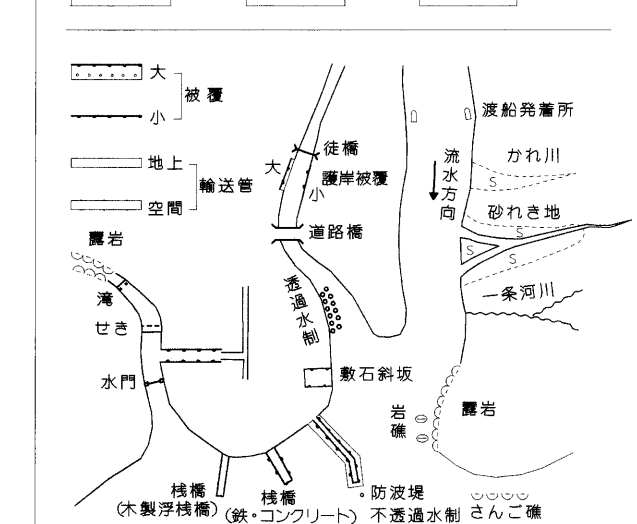 大
被覆
小
地上
輸送管
空間
露岩
滝
せき
水門
徒橋
大
護岸被覆
小
道路橋
透過水制
敷石斜坂
渡船発着所
流水方向
かれ川
S
砂れき地
S
S
S
一条河川
岩礁
露岩
桟橋
(木製浮桟橋)
桟橋
(鉄・コンクリート)
防波堤
不透過水制
さんご礁